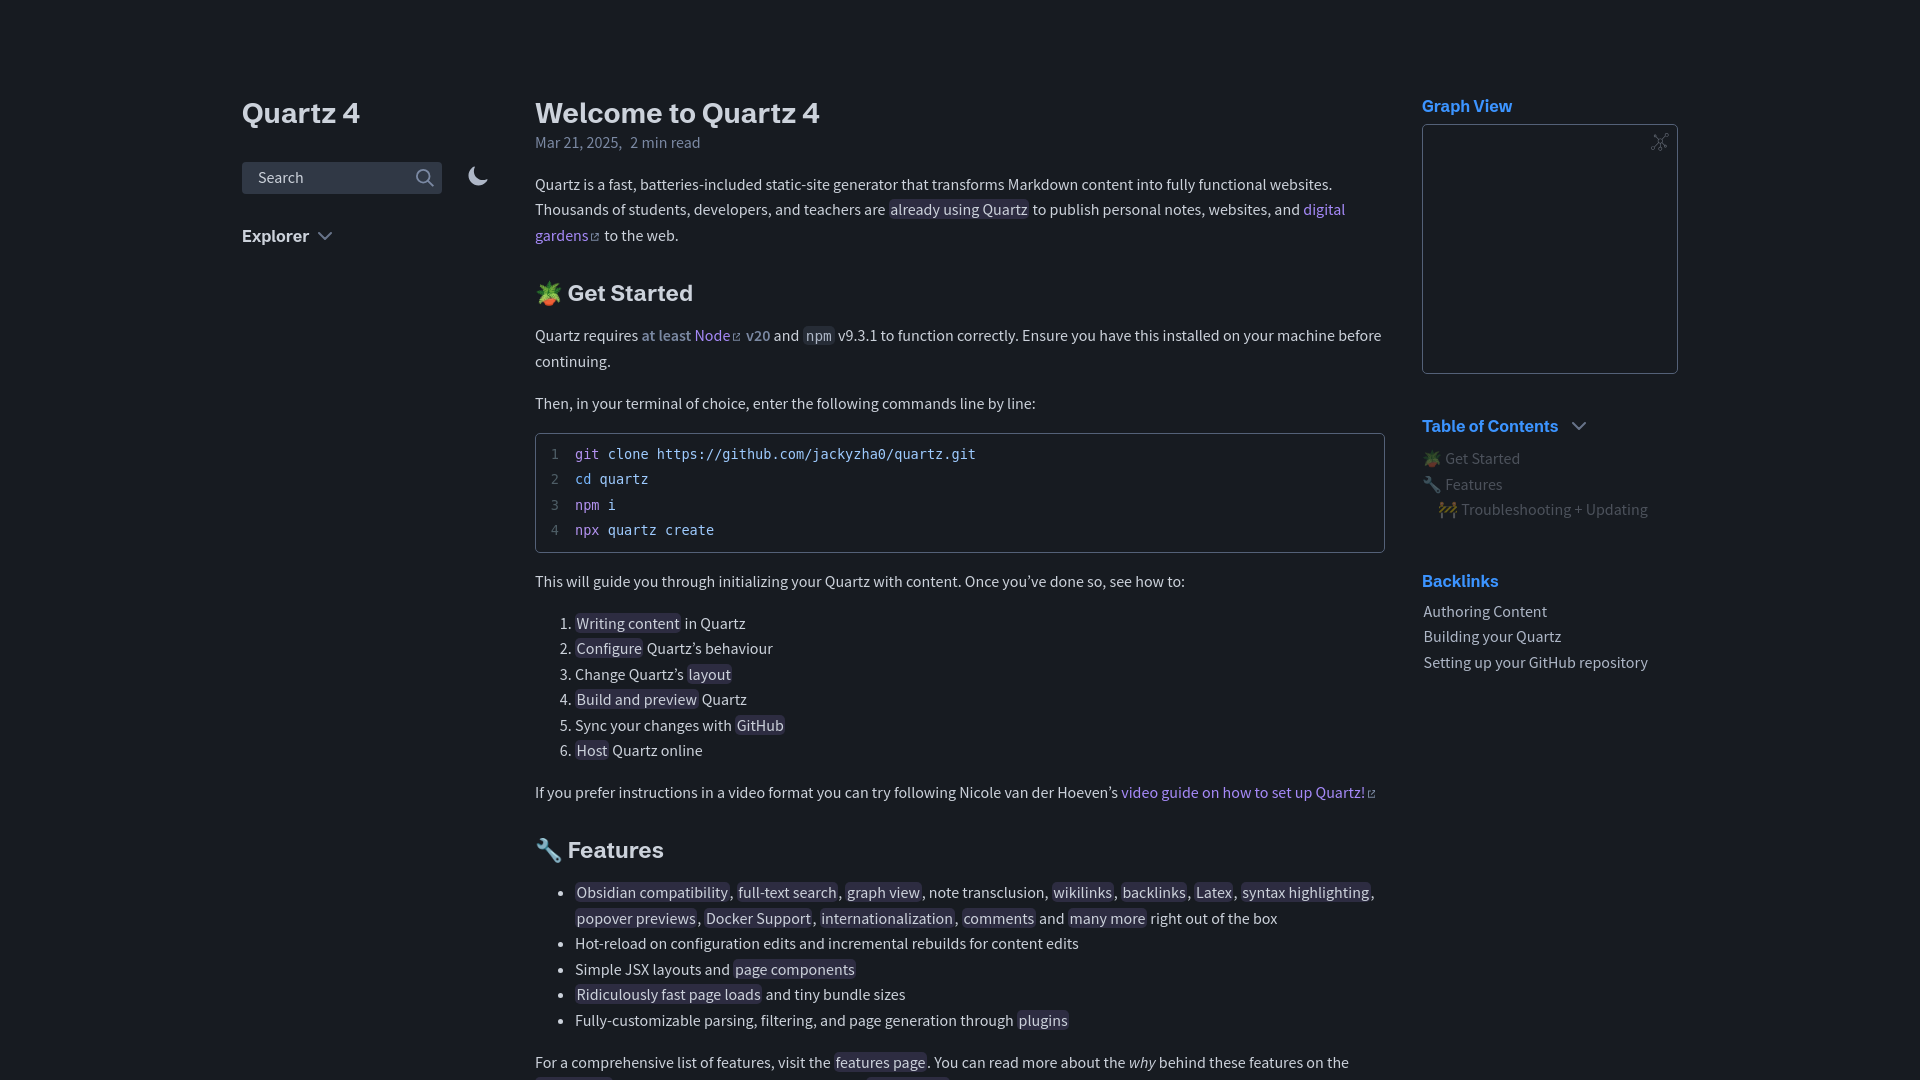 Quartz 4
Search
Explorer
Welcome to Quartz 4
Mar 21, 2025, 2 min read
Quartz is a fast, batteries-included static-site generator that transforms Markdown content into fully functional websites.
Thousands of students, developers, and teachers are already using Quartz to publish personal notes, websites, and digital
gardens to the web.
🪴 Get Started
Quartz requires at least Node v20 and npm v9.3.1 to function correctly. Ensure you have this installed on your machine before
continuing.
Then, in your terminal of choice, enter the following commands line by line:
1 git clone https://github.com/jackyzha0/quartz.git
2 cd quartz
3 npm i
4 npx quartz create
This will guide you through initializing your Quartz with content. Once you’ve done so, see how to:
1. Writing content in Quartz
2. Configure Quartz’s behaviour
3. Change Quartz’s layout
4. Build and preview Quartz
5. Sync your changes with GitHub
6. Host Quartz online
If you prefer instructions in a video format you can try following Nicole van der Hoeven’s video guide on how to set up Quartz!
🔧 Features
• Obsidian compatibility, full-text search, graph view, note transclusion, wikilinks, backlinks, Latex, syntax highlighting,
popover previews, Docker Support, internationalization, comments and many more right out of the box
• Hot-reload on configuration edits and incremental rebuilds for content edits
• Simple JSX layouts and page components
• Ridiculously fast page loads and tiny bundle sizes
• Fully-customizable parsing, filtering, and page generation through plugins
For a comprehensive list of features, visit the features page. You can read more about the why behind these features on the
Graph View
Table of Contents
🪴 Get Started
🔧 Features
🚧 Troubleshooting + Updating
Backlinks
Authoring Content
Building your Quartz
Setting up your GitHub repository